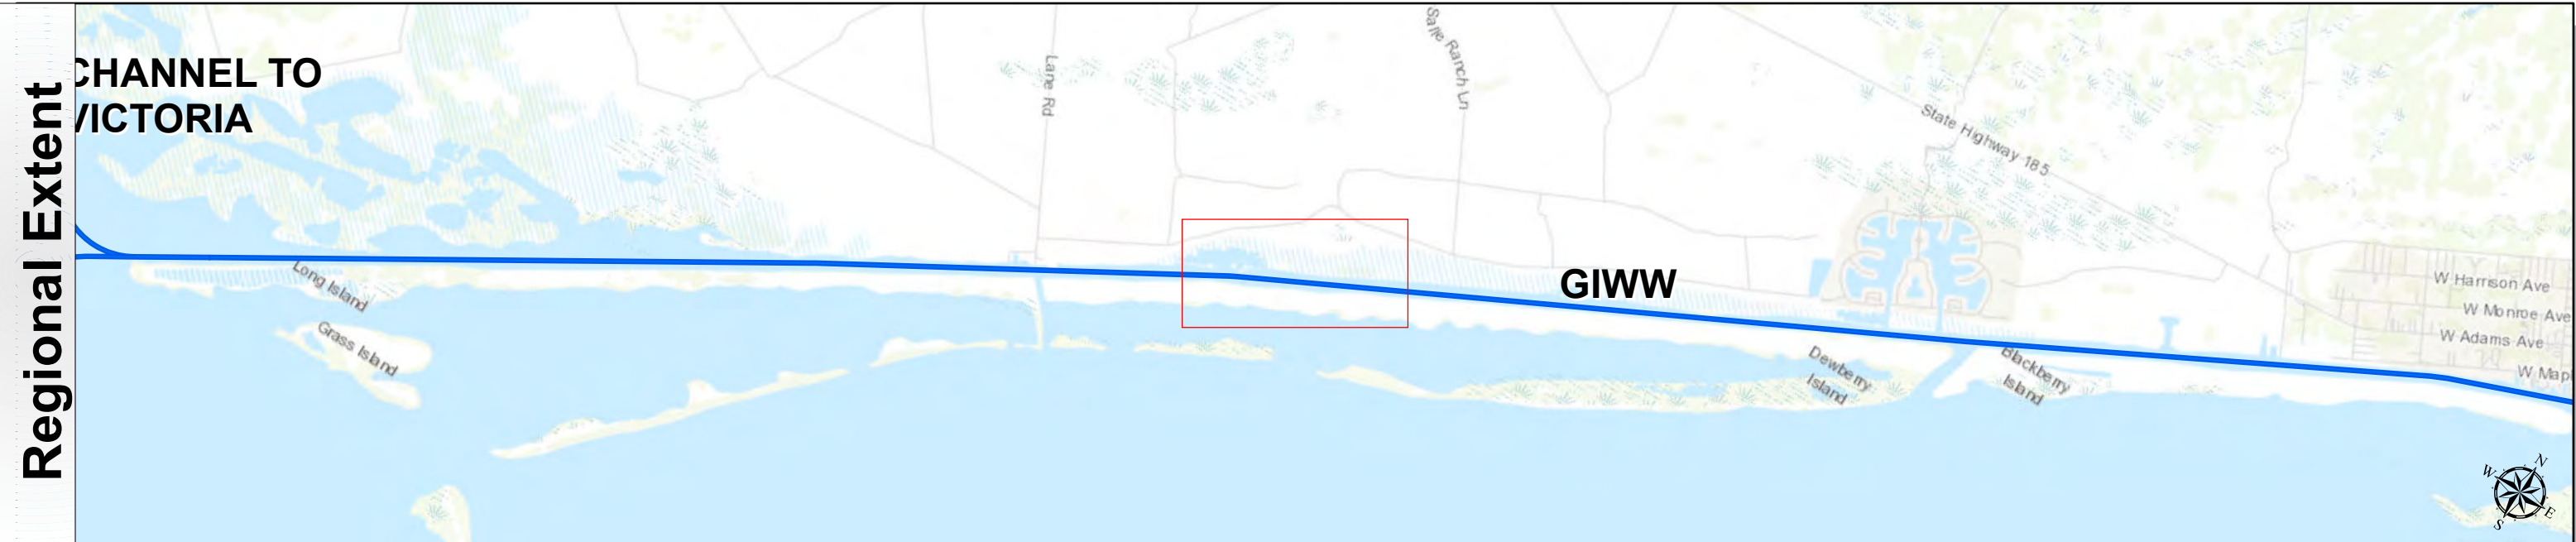 Regional Extent
CHANNEL TO
VICTORIA
Lane Rd
Salle Ranch Ln
State Highway 185
GIWW
Long Island
Grass Island
Dewberry
Island
Blackberry
Island
W Harrison Ave
W Monroe Ave
W Adams Ave
W Mapl
N
W
E
S